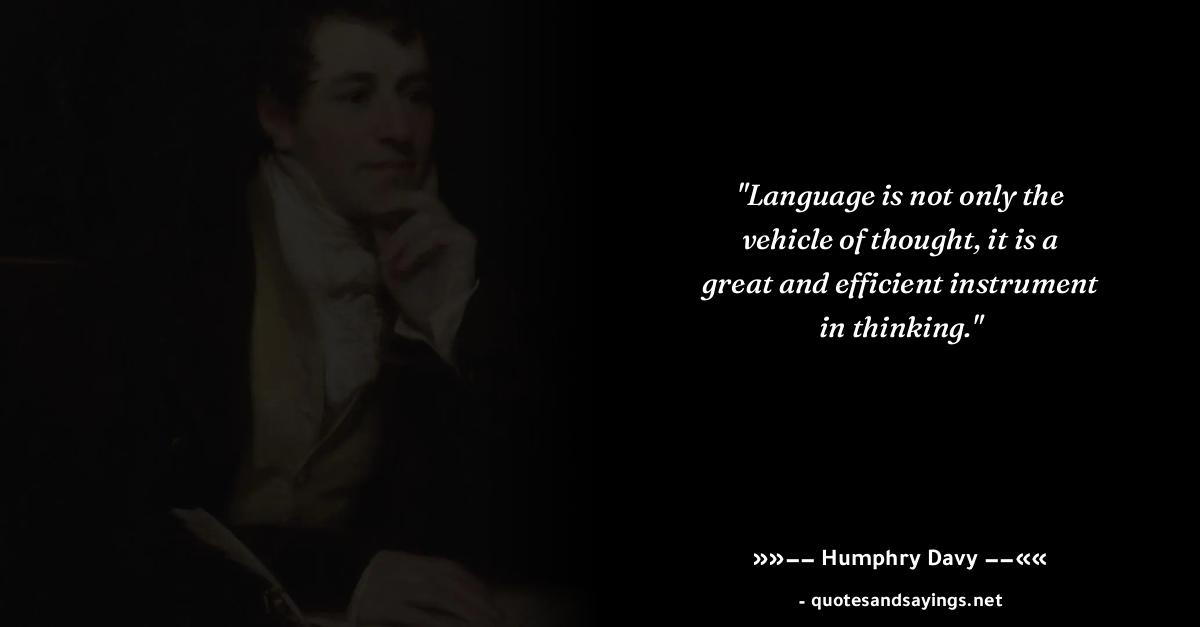 "Language is not only the
vehicle of thought, it is a
great and efficient instrument
in thinking."
»»−− Humphry Davy −−««
- quotesandsayings.net